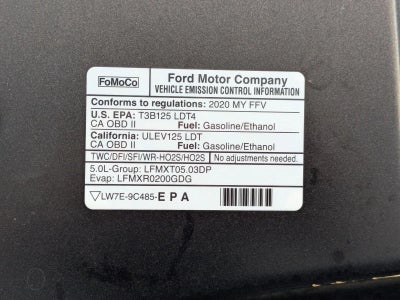 FoMoCo
Ford Motor Company
VEHICLE EMISSION CONTROL INFORMATION
Conforms to regulations: 2020 MY FFV
U.S. EPA: T3B125 LDT4
CA OBD II Fuel: Gasoline/Ethanol
California: ULEV125 LDT
CA OBD II Fuel: Gasoline/Ethanol
TWC/DFI/SFI/WR-HO2S/HO2S No adjustments needed.
5.0L-Group: LFMXT05.03DP
Evap: LFMXR0200GDG
LW7E-9C485-EPA